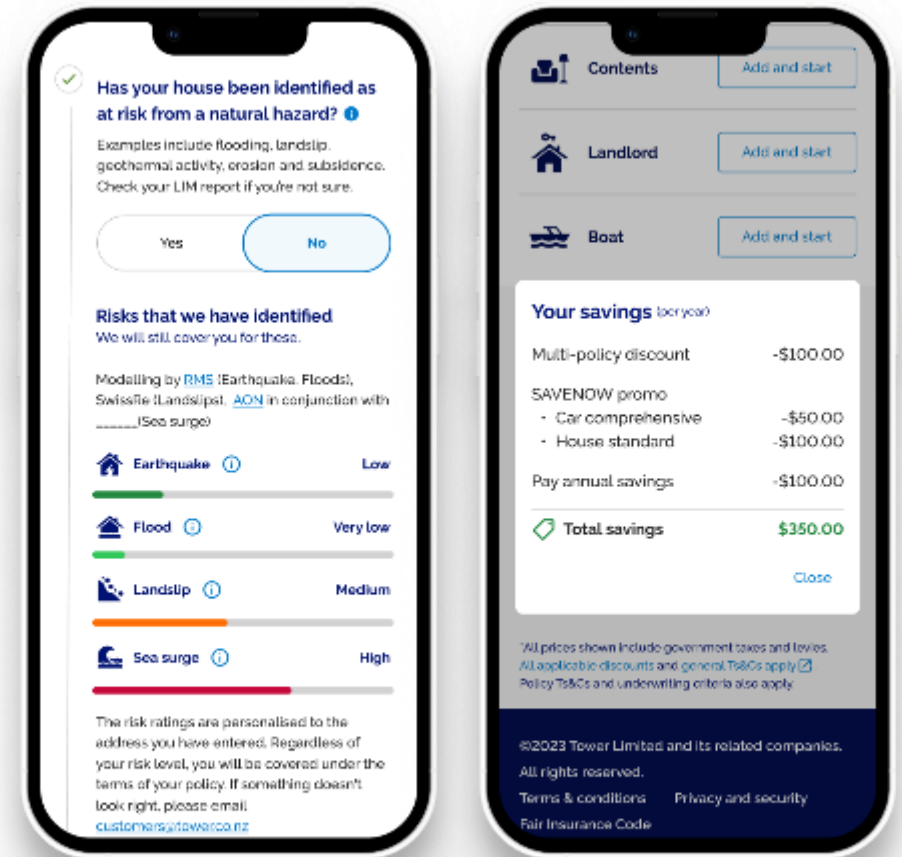 Has your house been identified as
at risk from a natural hazard?
Examples include flooding, landslip,
geothermal activity, erosion and subsidence.
Check your LIM report if you're not sure.
Yes
No
Risks that we have identified
We will still cover you for these.
Modelling by RMS (Earthquake, Floods),
SwissRe (Landslips), AON in conjunction with
______(Sea surge)
Earthquake Low
Flood Very low
Landslip Medium
Sea surge High
The risk ratings are personalised to the
address you have entered. Regardless of
your risk level, you will be covered under the
terms of your policy. If something doesn't
look right, please email
customers@tower.co.nz
Contents Add and start
Landlord Add and start
Boat Add and start
Your savings (per year)
Multi-policy discount -$100.00
SAVENOW promo
- Car comprehensive -$50.00
- House standard -$100.00
Pay annual savings -$100.00
Total savings $350.00
Close
*All prices shown include government taxes and levies.
All applicable discounts and general Ts&Cs apply
Policy Ts&Cs and underwriting criteria also apply.
©2023 Tower Limited and its related companies.
All rights reserved.
Terms & conditions Privacy and security
Fair Insurance Code